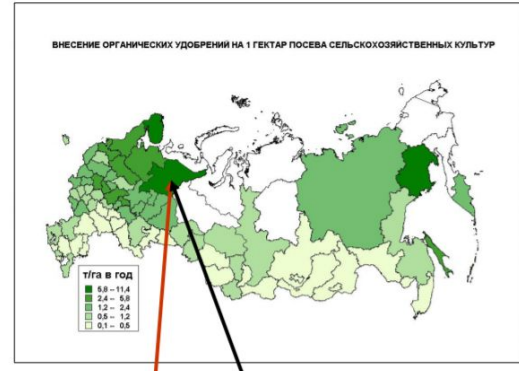 ВНЕСЕНИЕ ОРГАНИЧЕСКИХ УДОБРЕНИЙ НА 1 ГЕКТАР ПОСЕВА СЕЛЬСКОХОЗЯЙСТВЕННЫХ КУЛЬТУР
т/га в год
5,8 – 11,4
2,4 – 5,8
1,2 – 2,4
0,5 – 1,2
0,1 – 0,5